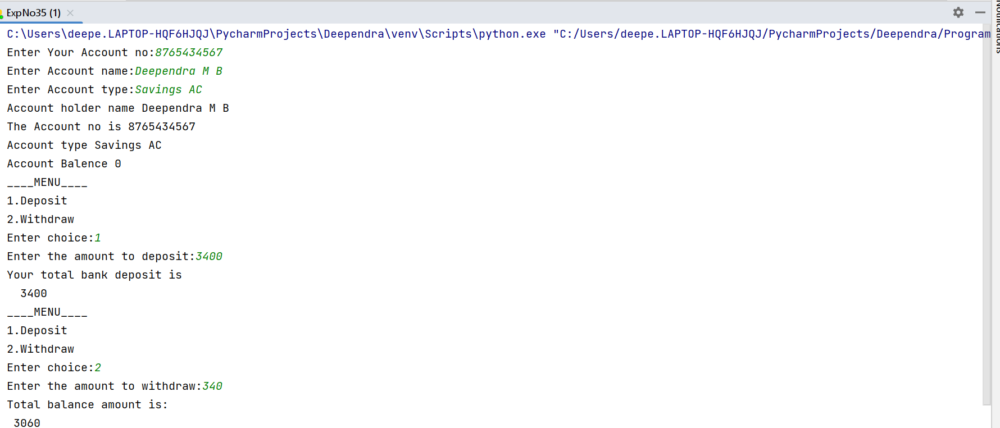 ExpNo35 (1)
C:\Users\deepe.LAPTOP-HQF6HJQJ\PycharmProjects\Deependra\venv\Scripts\python.exe "C:/Users/deepe.LAPTOP-HQF6HJQJ/PycharmProjects/Deependra/Program
Enter Your Account no:8765434567
Enter Account name:Deependra M B
Enter Account type:Savings AC
Account holder name Deependra M B
The Account no is 8765434567
Account type Savings AC
Account Balence 0
____MENU____
1.Deposit
2.Withdraw
Enter choice:1
Enter the amount to deposit:3400
Your total bank deposit is
  3400
____MENU____
1.Deposit
2.Withdraw
Enter choice:2
Enter the amount to withdraw:340
Total balance amount is:
 3060
Notifications